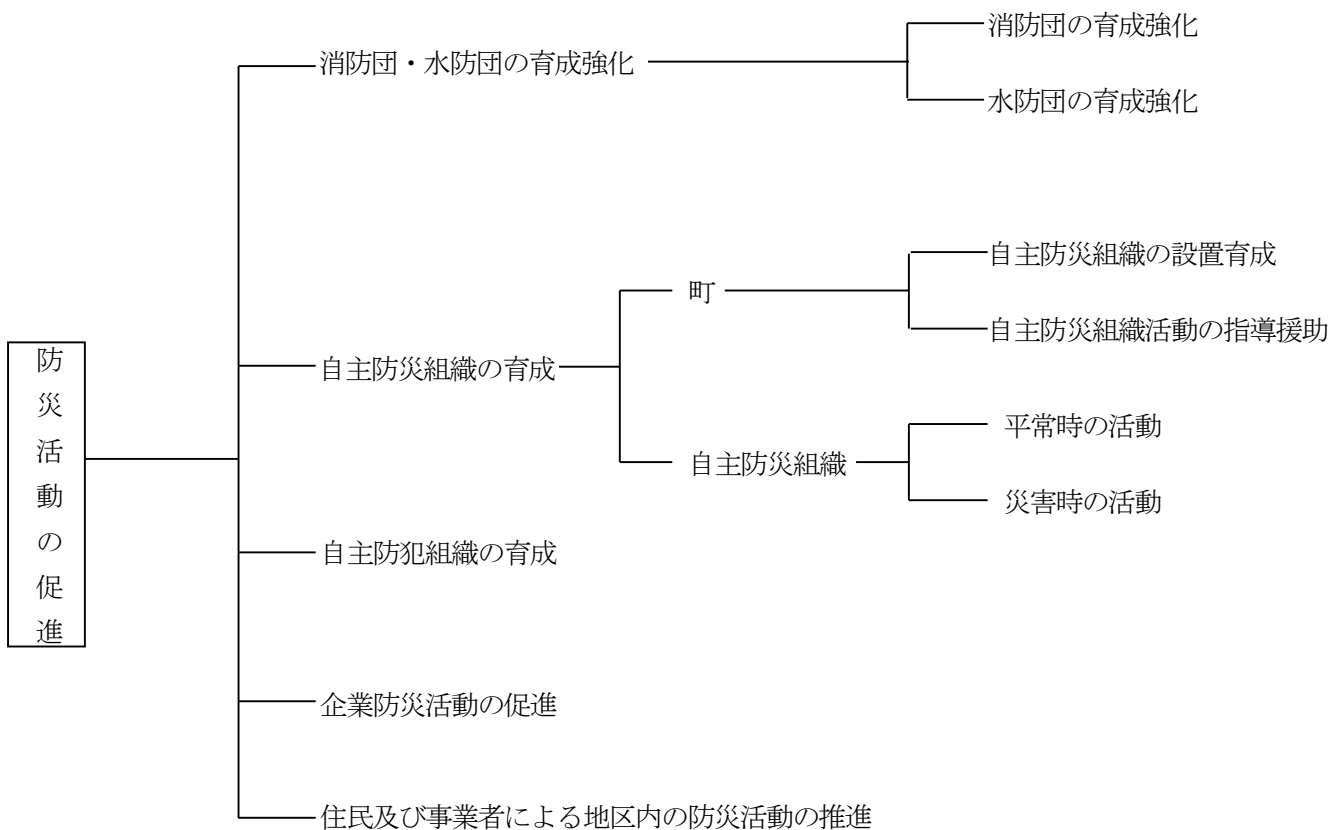 防災活動の促進
消防団・水防団の育成強化
消防団の育成強化
水防団の育成強化
自主防災組織の育成
町
自主防災組織の設置育成
自主防災組織活動の指導援助
自主防災組織
平常時の活動
災害時の活動
自主防犯組織の育成
企業防災活動の促進
住民及び事業者による地区内の防災活動の推進